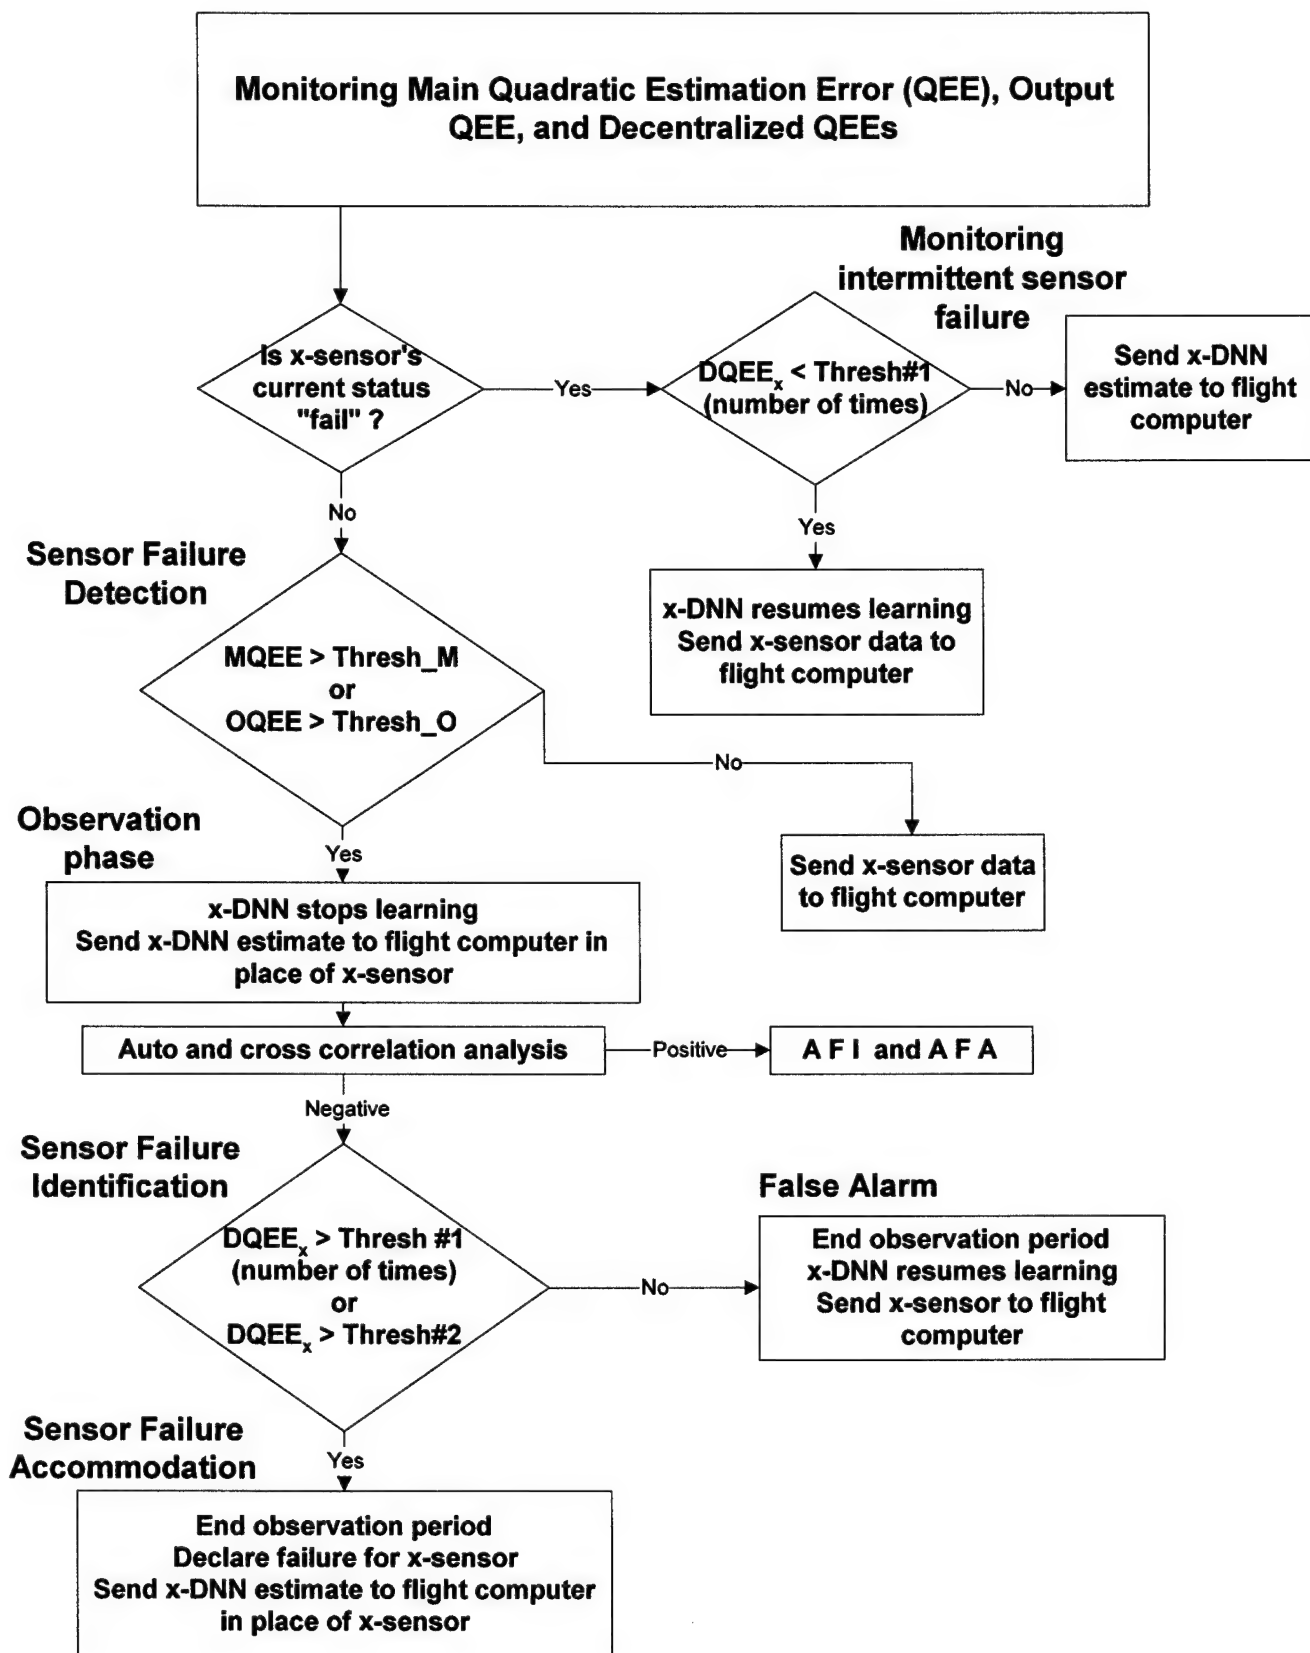 Monitoring Main Quadratic Estimation Error (QEE), Output
QEE, and Decentralized QEEs
Monitoring
intermittent sensor
failure
Is x-sensor's
current status
"fail" ?
Yes
DQEEx < Thresh#1
(number of times)
No
Send x-DNN
estimate to flight
computer
No
Yes
Sensor Failure
Detection
x-DNN resumes learning
Send x-sensor data to
flight computer
MQEE > Thresh_M
or
OQEE > Thresh_O
No
Observation
phase
Yes
Send x-sensor data
to flight computer
x-DNN stops learning
Send x-DNN estimate to flight computer in
place of x-sensor
Auto and cross correlation analysis
Positive
A F I and A F A
Negative
Sensor Failure
Identification
False Alarm
DQEEx > Thresh #1
(number of times)
or
DQEEx > Thresh#2
No
End observation period
x-DNN resumes learning
Send x-sensor to flight
computer
Sensor Failure
Accommodation
Yes
End observation period
Declare failure for x-sensor
Send x-DNN estimate to flight computer
in place of x-sensor